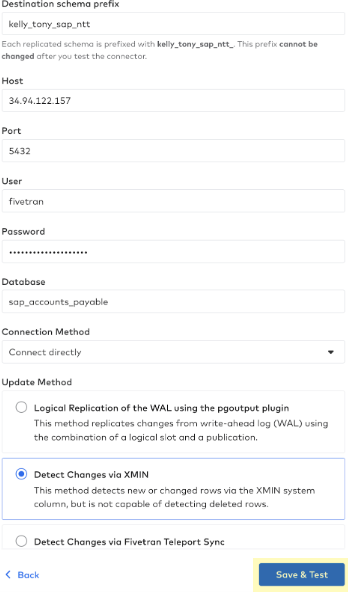 Destination schema prefix
kelly_tony_sap_ntt
Each replicated schema is prefixed with kelly_tony_sap_ntt_. This prefix cannot be
changed after you test the connector.
Host
34.94.122.157
Port
5432
User
fivetran
Password
••••••••••••••••••••
Database
sap_accounts_payable
Connection Method
Connect directly
Update Method
Logical Replication of the WAL using the pgoutput plugin
This method replicates changes from write-ahead log (WAL) using
the combination of a logical slot and a publication.
Detect Changes via XMIN
This method detects new or changed rows via the XMIN system
column, but is not capable of detecting deleted rows.
Detect Changes via Fivetran Teleport Sync
Back
Save & Test